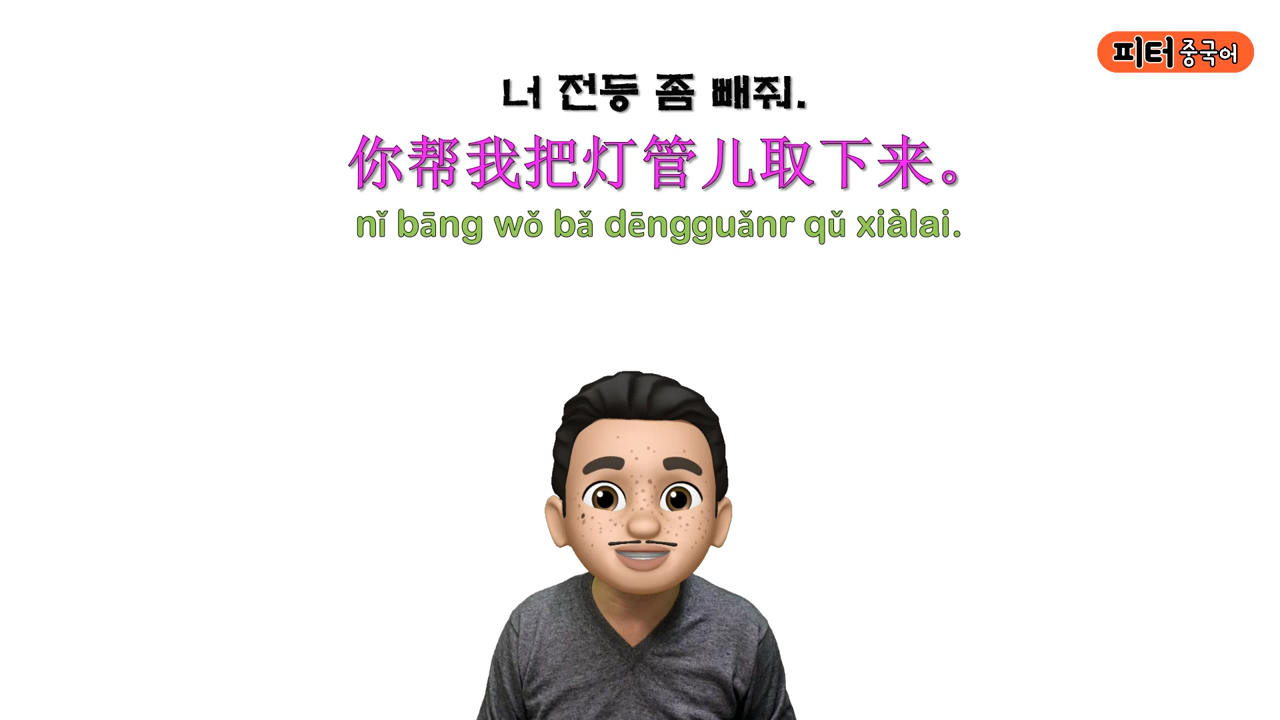 피터 중국어
너 전등 좀 빼줘.
你帮我把灯管儿取下来。
nǐ bāng wǒ bǎ dēngguǎnr qǔ xiàlai.